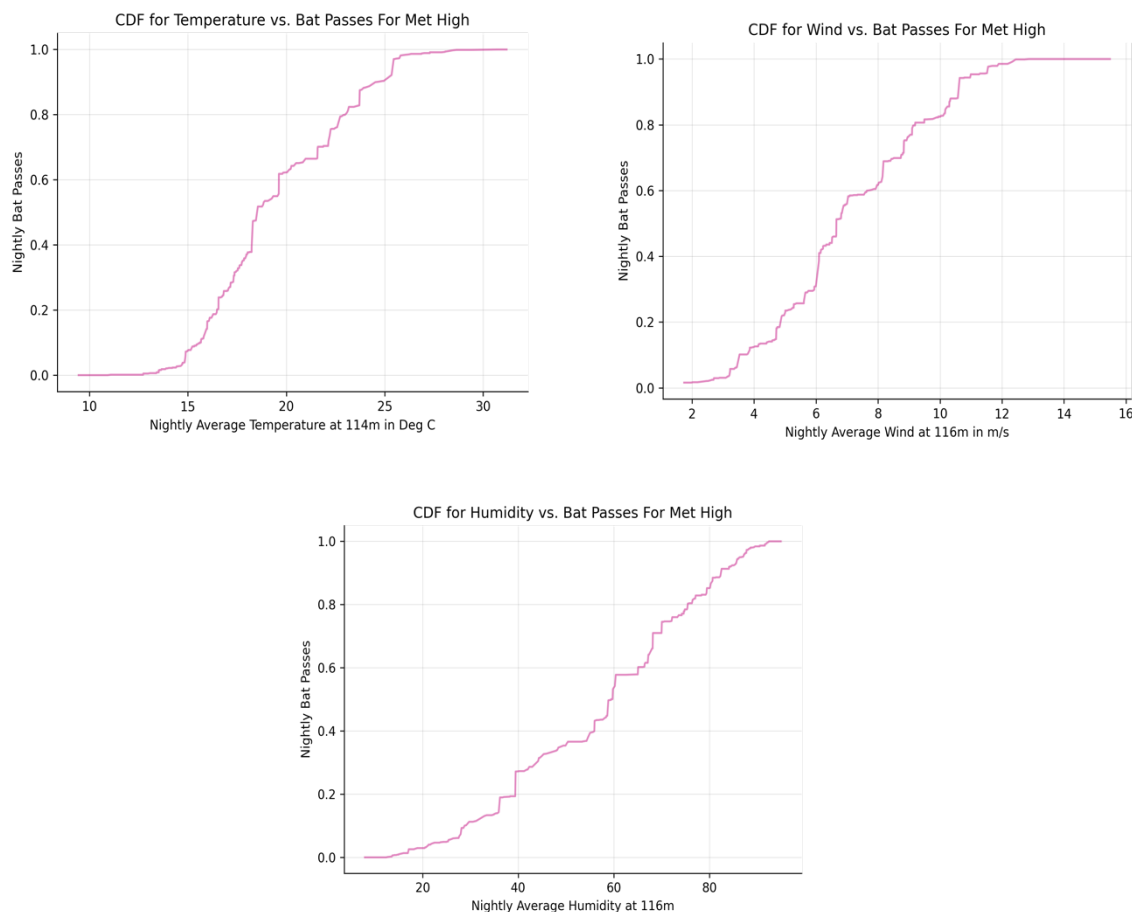 CDF for Temperature vs. Bat Passes For Met High
1.0
0.8
0.6
0.4
0.2
0.0
Nightly Bat Passes
10 15 20 25 30
Nightly Average Temperature at 114m in Deg C
CDF for Wind vs. Bat Passes For Met High
1.0
0.8
0.6
0.4
0.2
0.0
Nightly Bat Passes
2 4 6 8 10 12 14 16
Nightly Average Wind at 116m in m/s
CDF for Humidity vs. Bat Passes For Met High
1.0
0.8
0.6
0.4
0.2
0.0
Nightly Bat Passes
20 40 60 80
Nightly Average Humidity at 116m